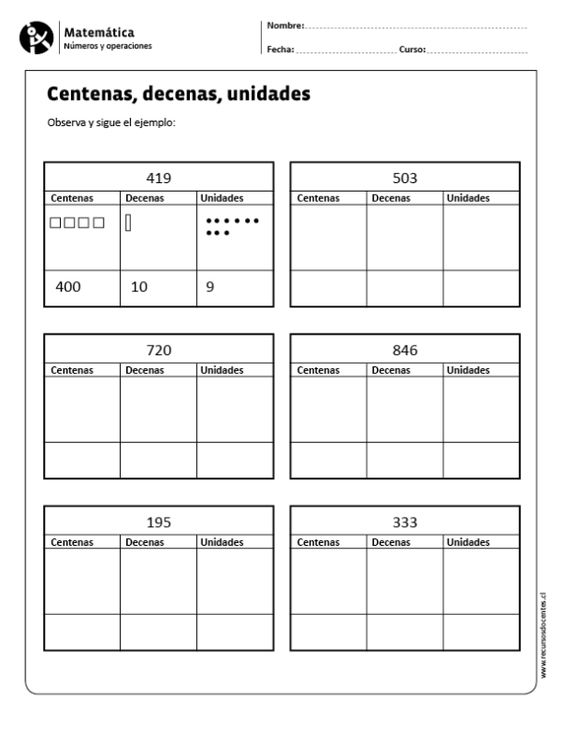 Matemática
Números y operaciones
Nombre:
Fecha: Curso:
Centenas, decenas, unidades
Observa y sigue el ejemplo:
419
Centenas Decenas Unidades
400 10 9
503
Centenas Decenas Unidades
720
Centenas Decenas Unidades
846
Centenas Decenas Unidades
195
Centenas Decenas Unidades
333
Centenas Decenas Unidades
www.recursosdocentes.cl